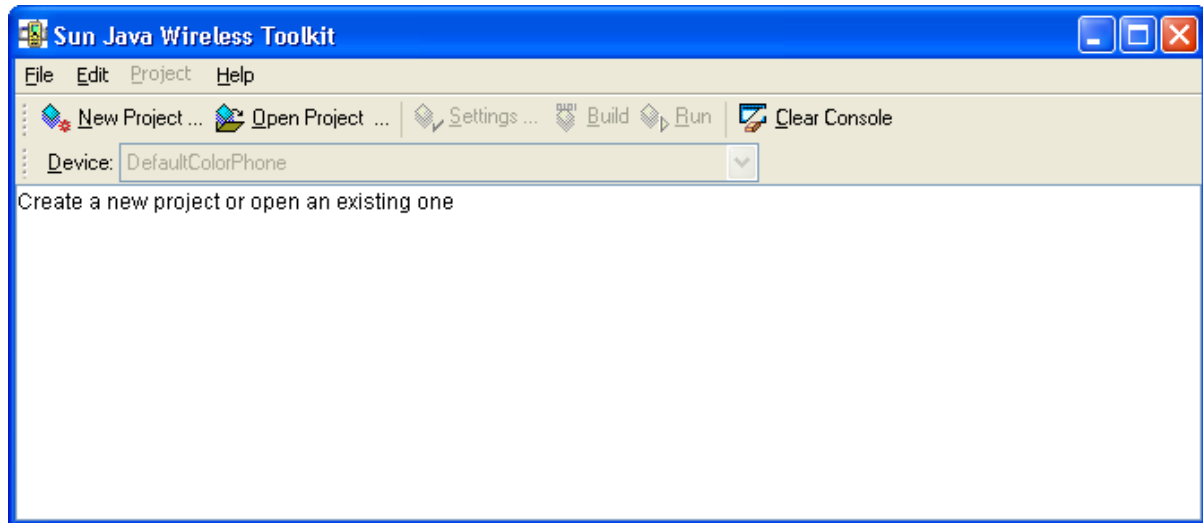 Sun Java Wireless Toolkit
File Edit Project Help
New Project ... Open Project ... Settings ... Build Run Clear Console
Device: DefaultColorPhone
Create a new project or open an existing one